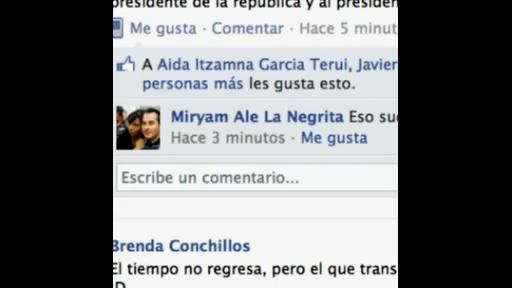 presidente de la república y al presiden
Me gusta · Comentar · Hace 5 minut
A Aida Itzamna Garcia Terui, Javier
personas más les gusta esto.
Miryam Ale La Negrita Eso su
Hace 3 minutos · Me gusta
Escribe un comentario...
Brenda Conchillos
El tiempo no regresa, pero el que trans
:D